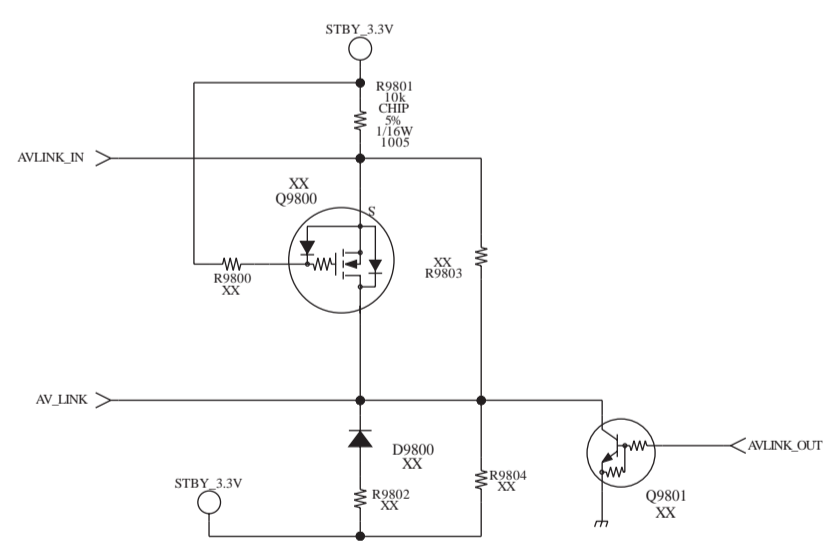 STBY_3.3V
R9801
10k
CHIP
5%
1/16W
1005
AVLINK_IN
XX
Q9800
S
XX
R9803
R9800
XX
AV_LINK
D9800
XX
AVLINK_OUT
STBY_3.3V
R9802
XX
R9804
XX
Q9801
XX